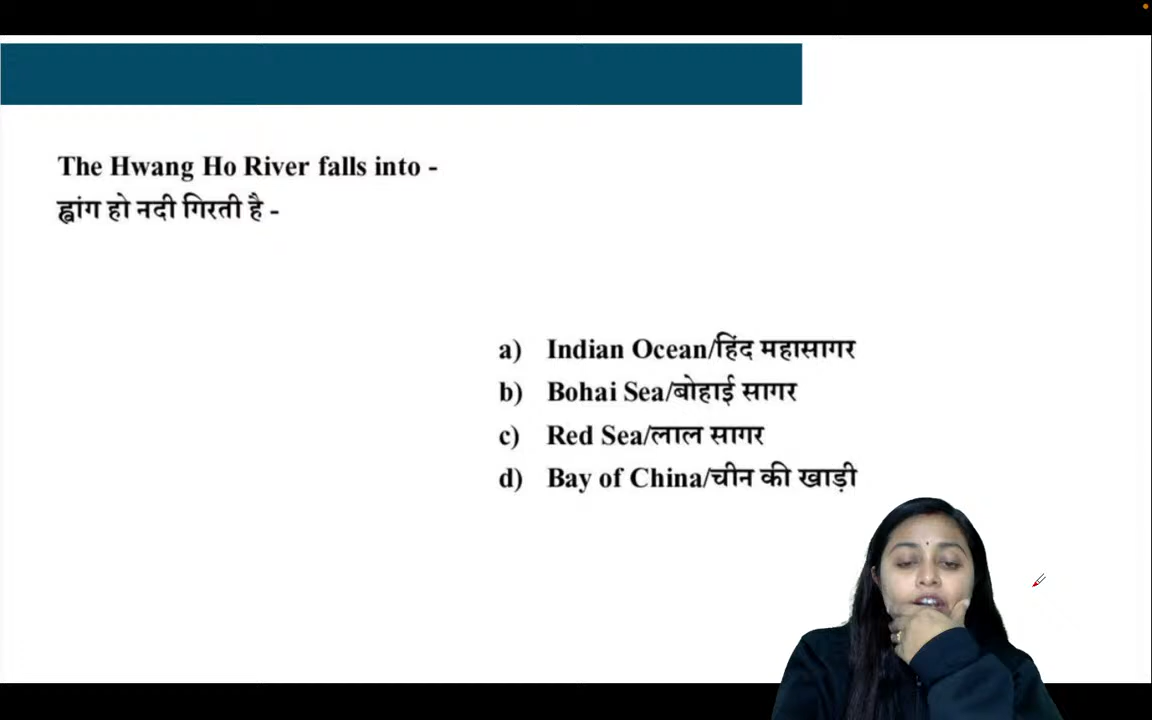 The Hwang Ho River falls into -
ह्वांग हो नदी गिरती है -
a) Indian Ocean/हिंद महासागर
b) Bohai Sea/बोहाई सागर
c) Red Sea/लाल सागर
d) Bay of China/चीन की खाड़ी